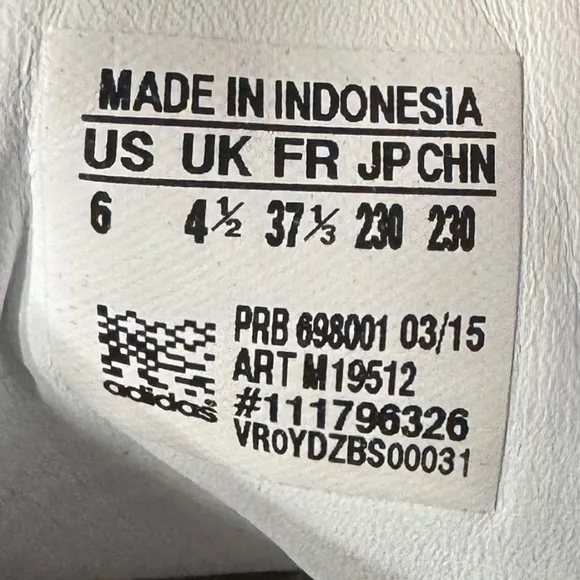 MADE IN INDONESIA
US UK FR JP CHN
6 4½ 37⅓ 230 230
PRB 698001 03/15
ART M19512
#111796326
VR0YDZBS00031
adidas